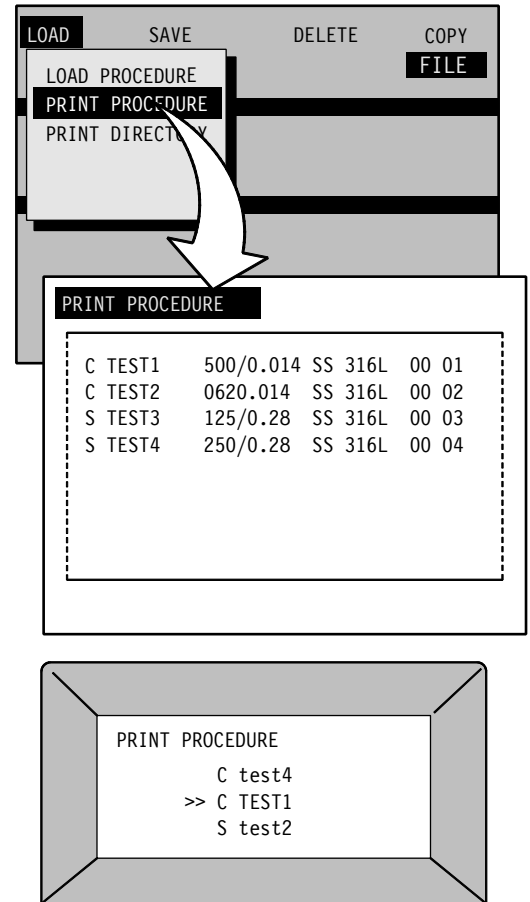 LOAD SAVE DELETE COPY
FILE
LOAD PROCEDURE
PRINT PROCEDURE
PRINT DIRECTORY
PRINT PROCEDURE
C TEST1 500/0.014 SS 316L 00 01
C TEST2 0620.014 SS 316L 00 02
S TEST3 125/0.28 SS 316L 00 03
S TEST4 250/0.28 SS 316L 00 04
PRINT PROCEDURE
C test4
>> C TEST1
S test2